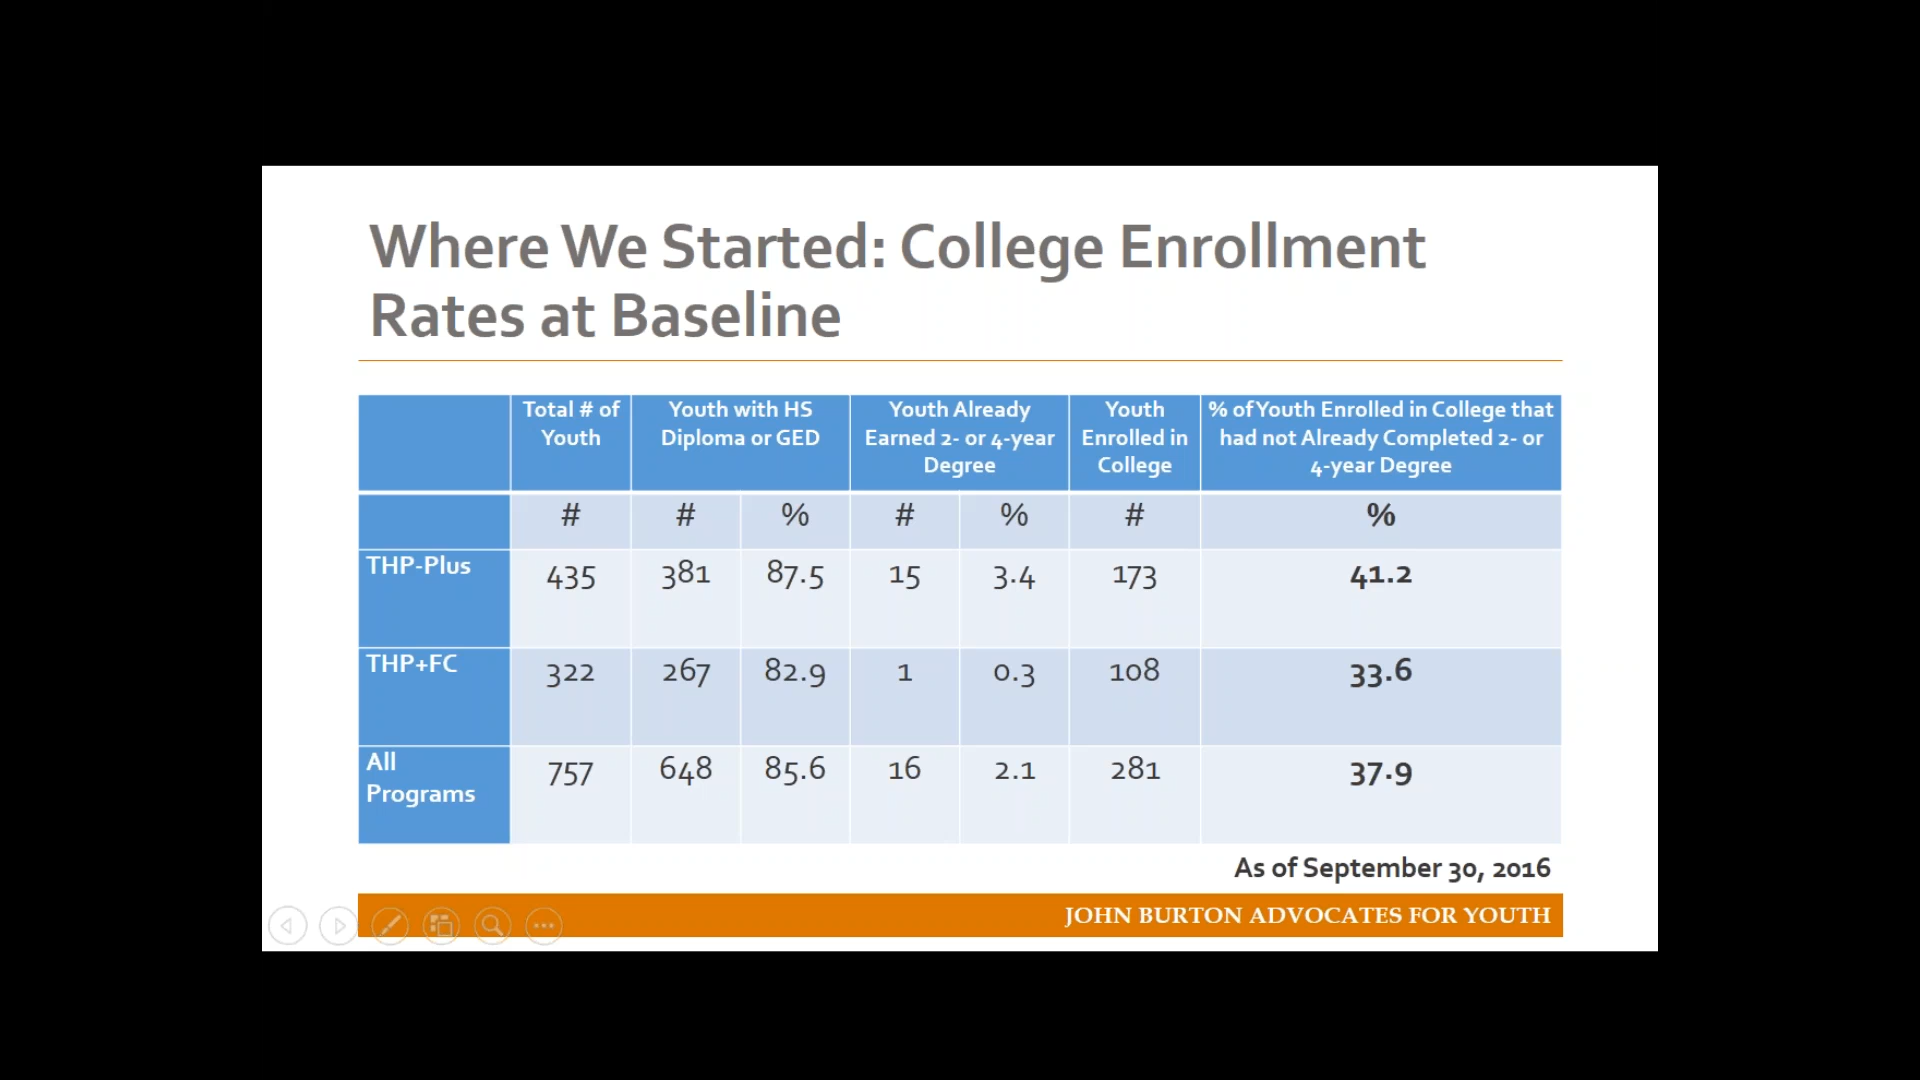 Where We Started: College Enrollment
Rates at Baseline
Total # of
Youth
Youth with HS
Diploma or GED
Youth Already
Earned 2- or 4-year
Degree
Youth
Enrolled in
College
% of Youth Enrolled in College that
had not Already Completed 2- or
4-year Degree
# # % # % # %
THP-Plus 435 381 87.5 15 3.4 173 41.2
THP+FC 322 267 82.9 1 0.3 108 33.6
All
Programs 757 648 85.6 16 2.1 281 37.9
As of September 30, 2016
JOHN BURTON ADVOCATES FOR YOUTH